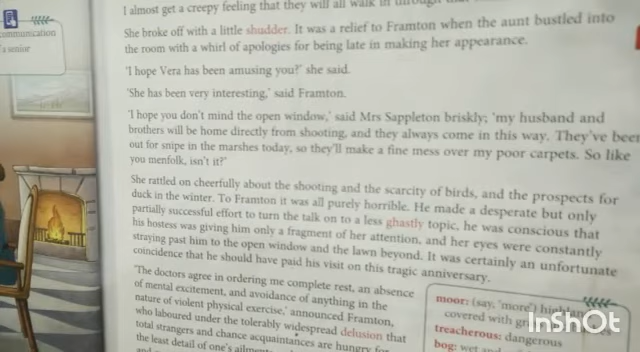 I almost get a creepy feeling that they will all walk in through that
She broke off with a little shudder. It was a relief to Framton when the aunt bustled into
the room with a whirl of apologies for being late in making her appearance.
'I hope Vera has been amusing you?' she said.
'She has been very interesting,' said Framton.
'I hope you don't mind the open window,' said Mrs Sappleton briskly; 'my husband and
brothers will be home directly from shooting, and they always come in this way. They've been
out for snipe in the marshes today, so they'll make a fine mess over my poor carpets. So like
you menfolk, isn't it?'
She rattled on cheerfully about the shooting and the scarcity of birds, and the prospects for
duck in the winter. To Framton it was all purely horrible. He made a desperate but only
partially successful effort to turn the talk on to a less ghastly topic, he was conscious that
his hostess was giving him only a fragment of her attention, and her eyes were constantly
straying past him to the open window and the lawn beyond. It was certainly an unfortunate
coincidence that he should have paid his visit on this tragic anniversary.
'The doctors agree in ordering me complete rest, an absence
of mental excitement, and avoidance of anything in the
nature of violent physical exercise,' announced Framton,
who laboured under the tolerably widespread delusion that
total strangers and chance acquaintances are hungry for
the least detail of one's
communication
a senior
moor: (say, 'more')
covered with
treacherous: dangerous
bog: wet and
InShOt